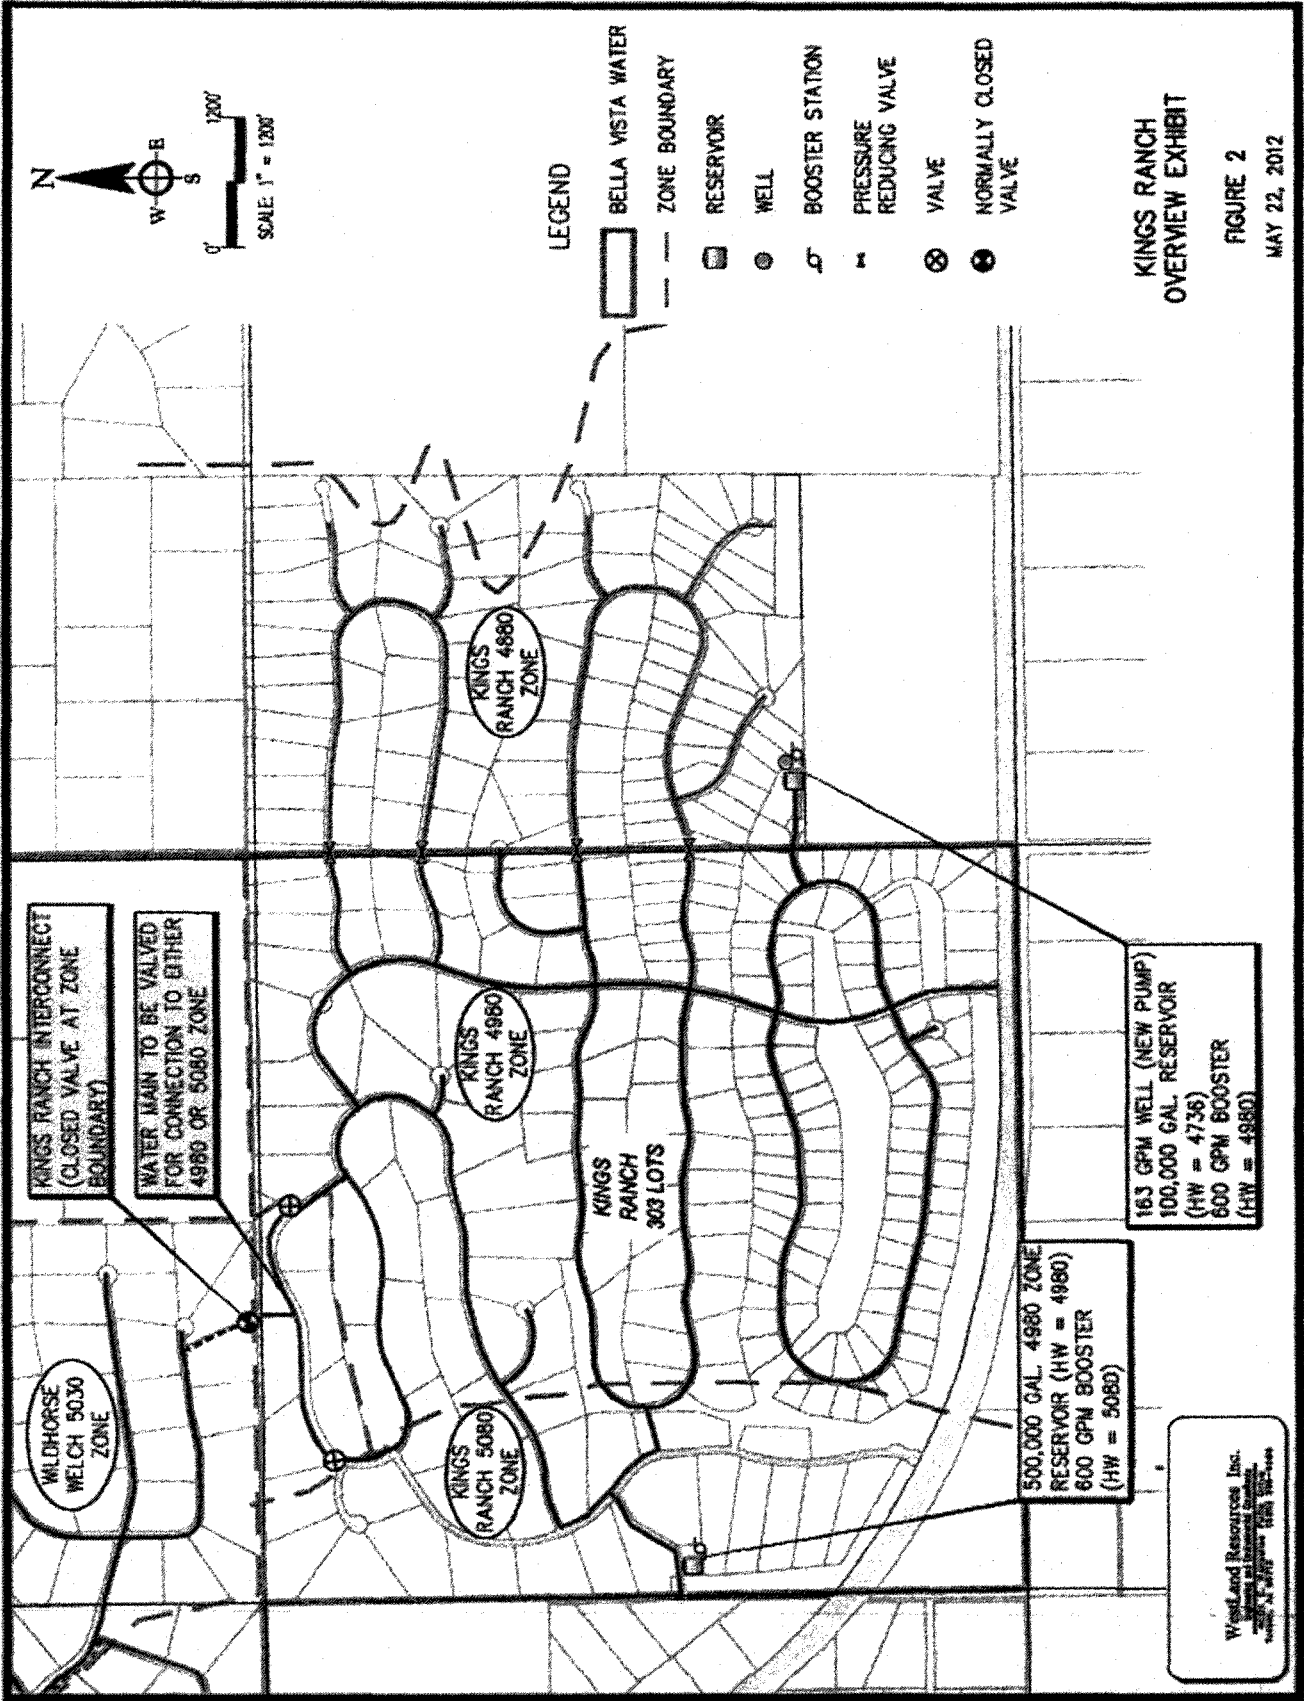 N
W
E
S
0'
1200'
SCALE: 1" = 1200'
LEGEND
BELLA VISTA WATER
ZONE BOUNDARY
RESERVOIR
WELL
BOOSTER STATION
PRESSURE
REDUCING VALVE
VALVE
NORMALLY CLOSED
VALVE
KINGS RANCH
OVERVIEW EXHIBIT
FIGURE 2
MAY 22, 2012
KINGS RANCH INTERCONNECT
(CLOSED VALVE AT ZONE
BOUNDARY)
WATER MAIN TO BE VALVED
FOR CONNECTION TO EITHER
4980 OR 5080 ZONE
WILDHORSE
WELCH 5030
ZONE
KINGS
RANCH 4880
ZONE
KINGS
RANCH 4980
ZONE
KINGS
RANCH
303 LOTS
KINGS
RANCH 5080
ZONE
163 GPM WELL (NEW PUMP)
100,000 GAL. RESERVOIR
(HW = 4736)
600 GPM BOOSTER
(HW = 4980)
500,000 GAL. 4980 ZONE
RESERVOIR (HW = 4980)
600 GPM BOOSTER
(HW = 5080)
WestLand Resources Inc.